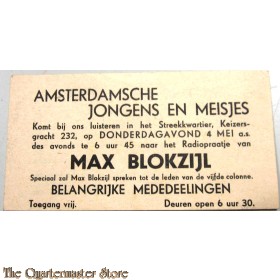 AMSTERDAMSCHE
JONGENS EN MEISJES
Komt bij ons luisteren in het Streekkwartier, Keizers-
gracht 232, op DONDERDAGAVOND 4 MEI a.s.
des avonds te 6 uur 45 naar het Radiopraatje van
MAX BLOKZIJL
Speciaal zal Max Blokzijl spreken tot de leden van de vijfde colonne.
BELANGRIJKE MEDEDEELINGEN
Toegang vrij. Deuren open 6 uur 30.
© The Quartermaster Store